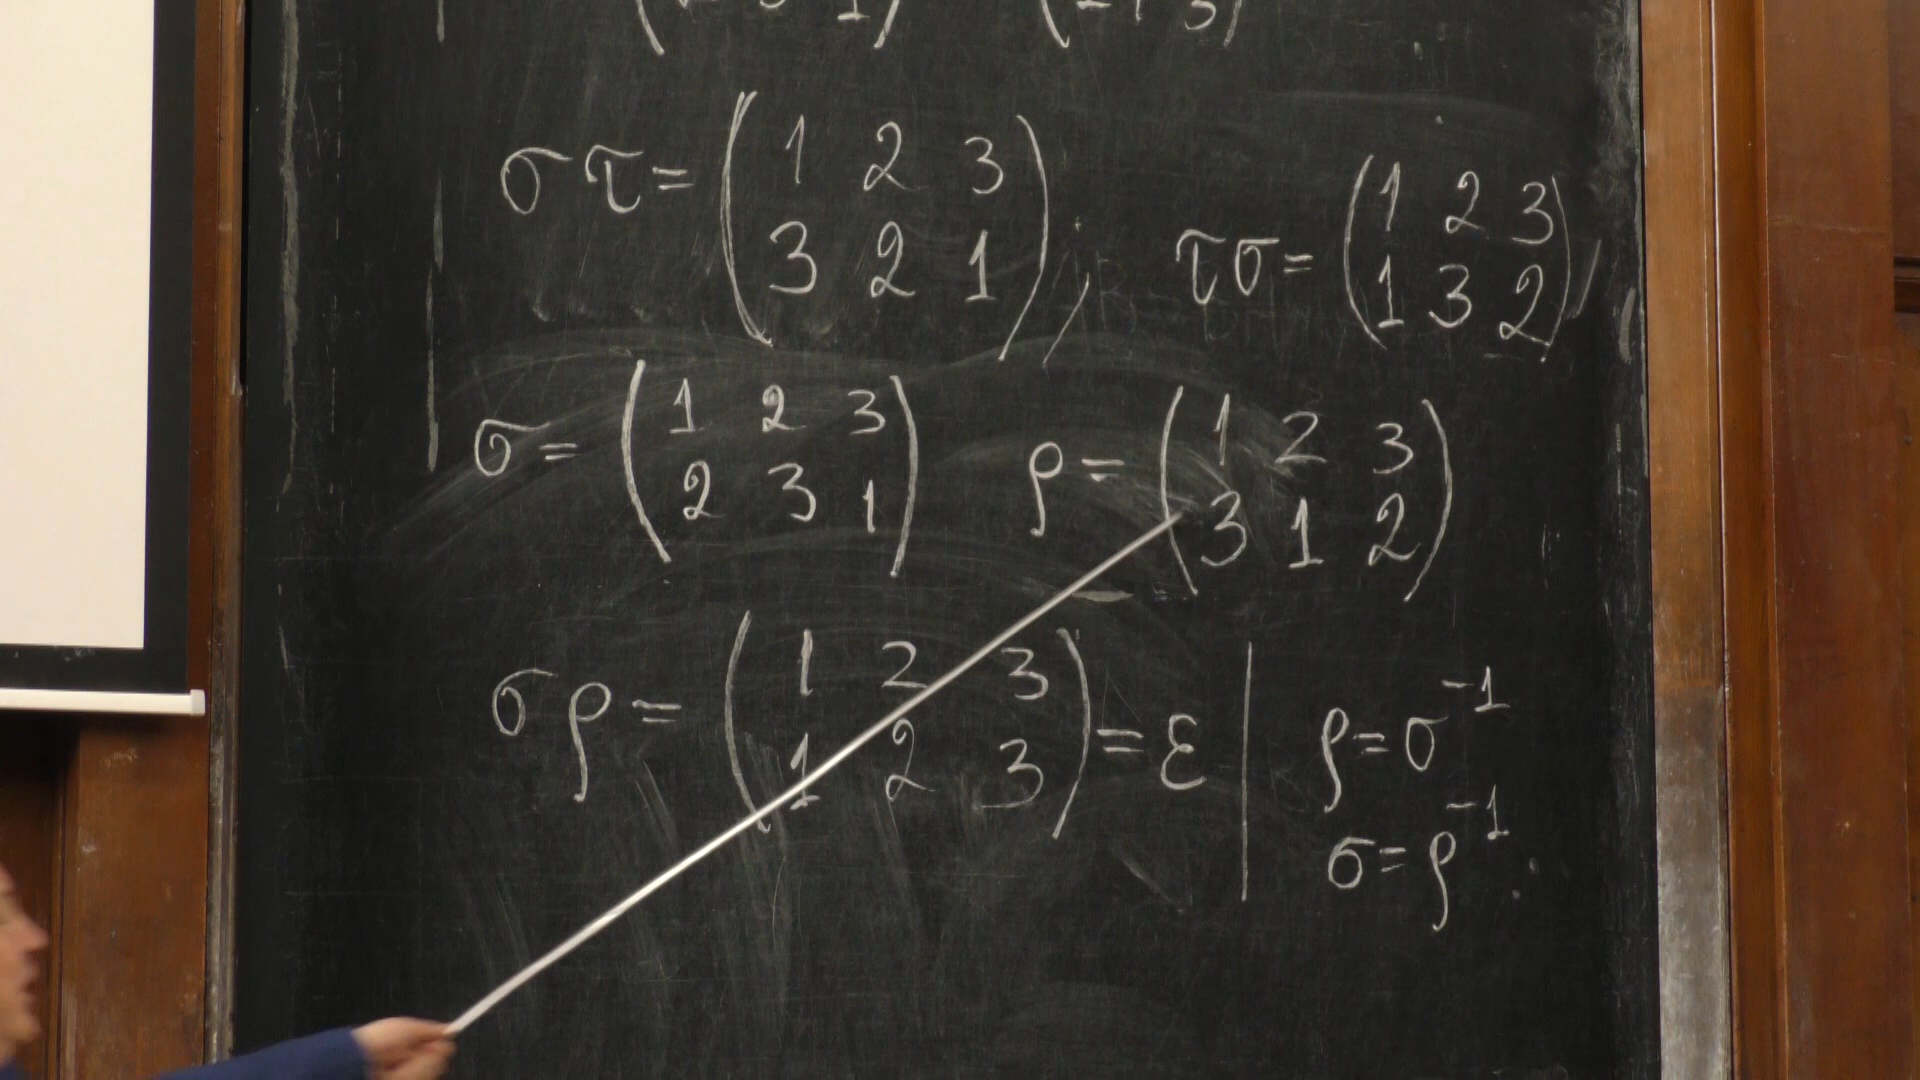 στ = ( 1 2 3
3 2 1 ), τσ = ( 1 2 3
1 3 2 )
σ = ( 1 2 3
2 3 1 ) ρ = ( 1 2 3
3 1 2 )
σρ = ( 1 2 3
1 2 3 ) = ε | ρ = σ⁻¹
σ = ρ⁻¹.